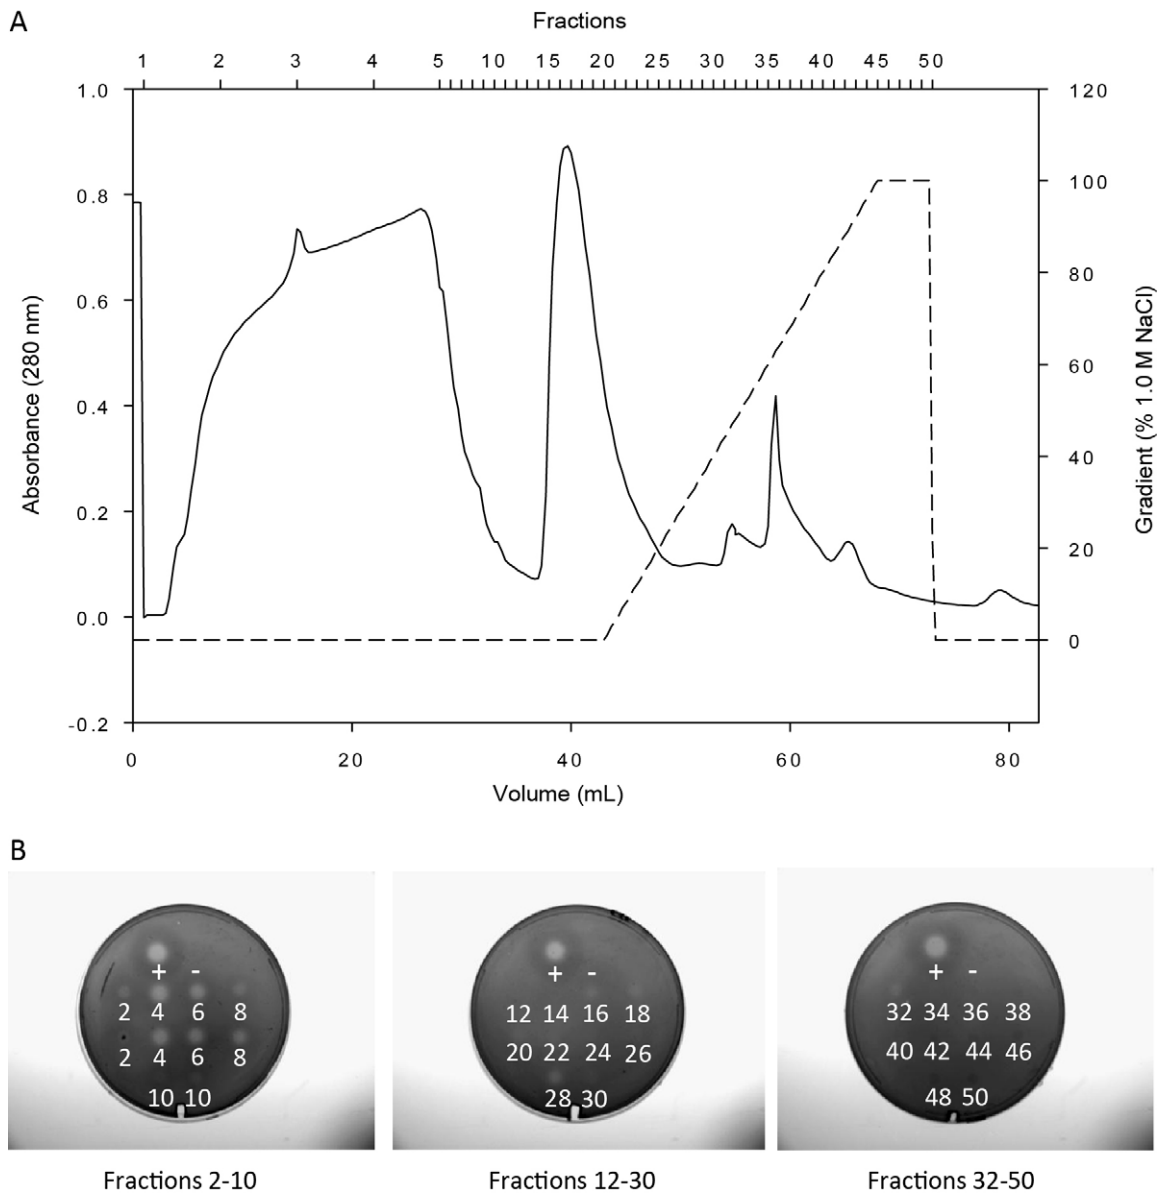 A
Fractions
1 2 3 4 5 10 15 20 25 30 35 40 45 50
1.0 120
0.8 100
80
0.6
60
0.4
40
0.2
20
0.0
0
-0.2
Absorbance (280 nm)
Gradient (% 1.0 M NaCl)
0 20 40 60 80
Volume (mL)
B
+ -
2 4 6 8
2 4 6 8
10 10
Fractions 2-10
+ -
12 14 16 18
20 22 24 26
28 30
Fractions 12-30
+ -
32 34 36 38
40 42 44 46
48 50
Fractions 32-50